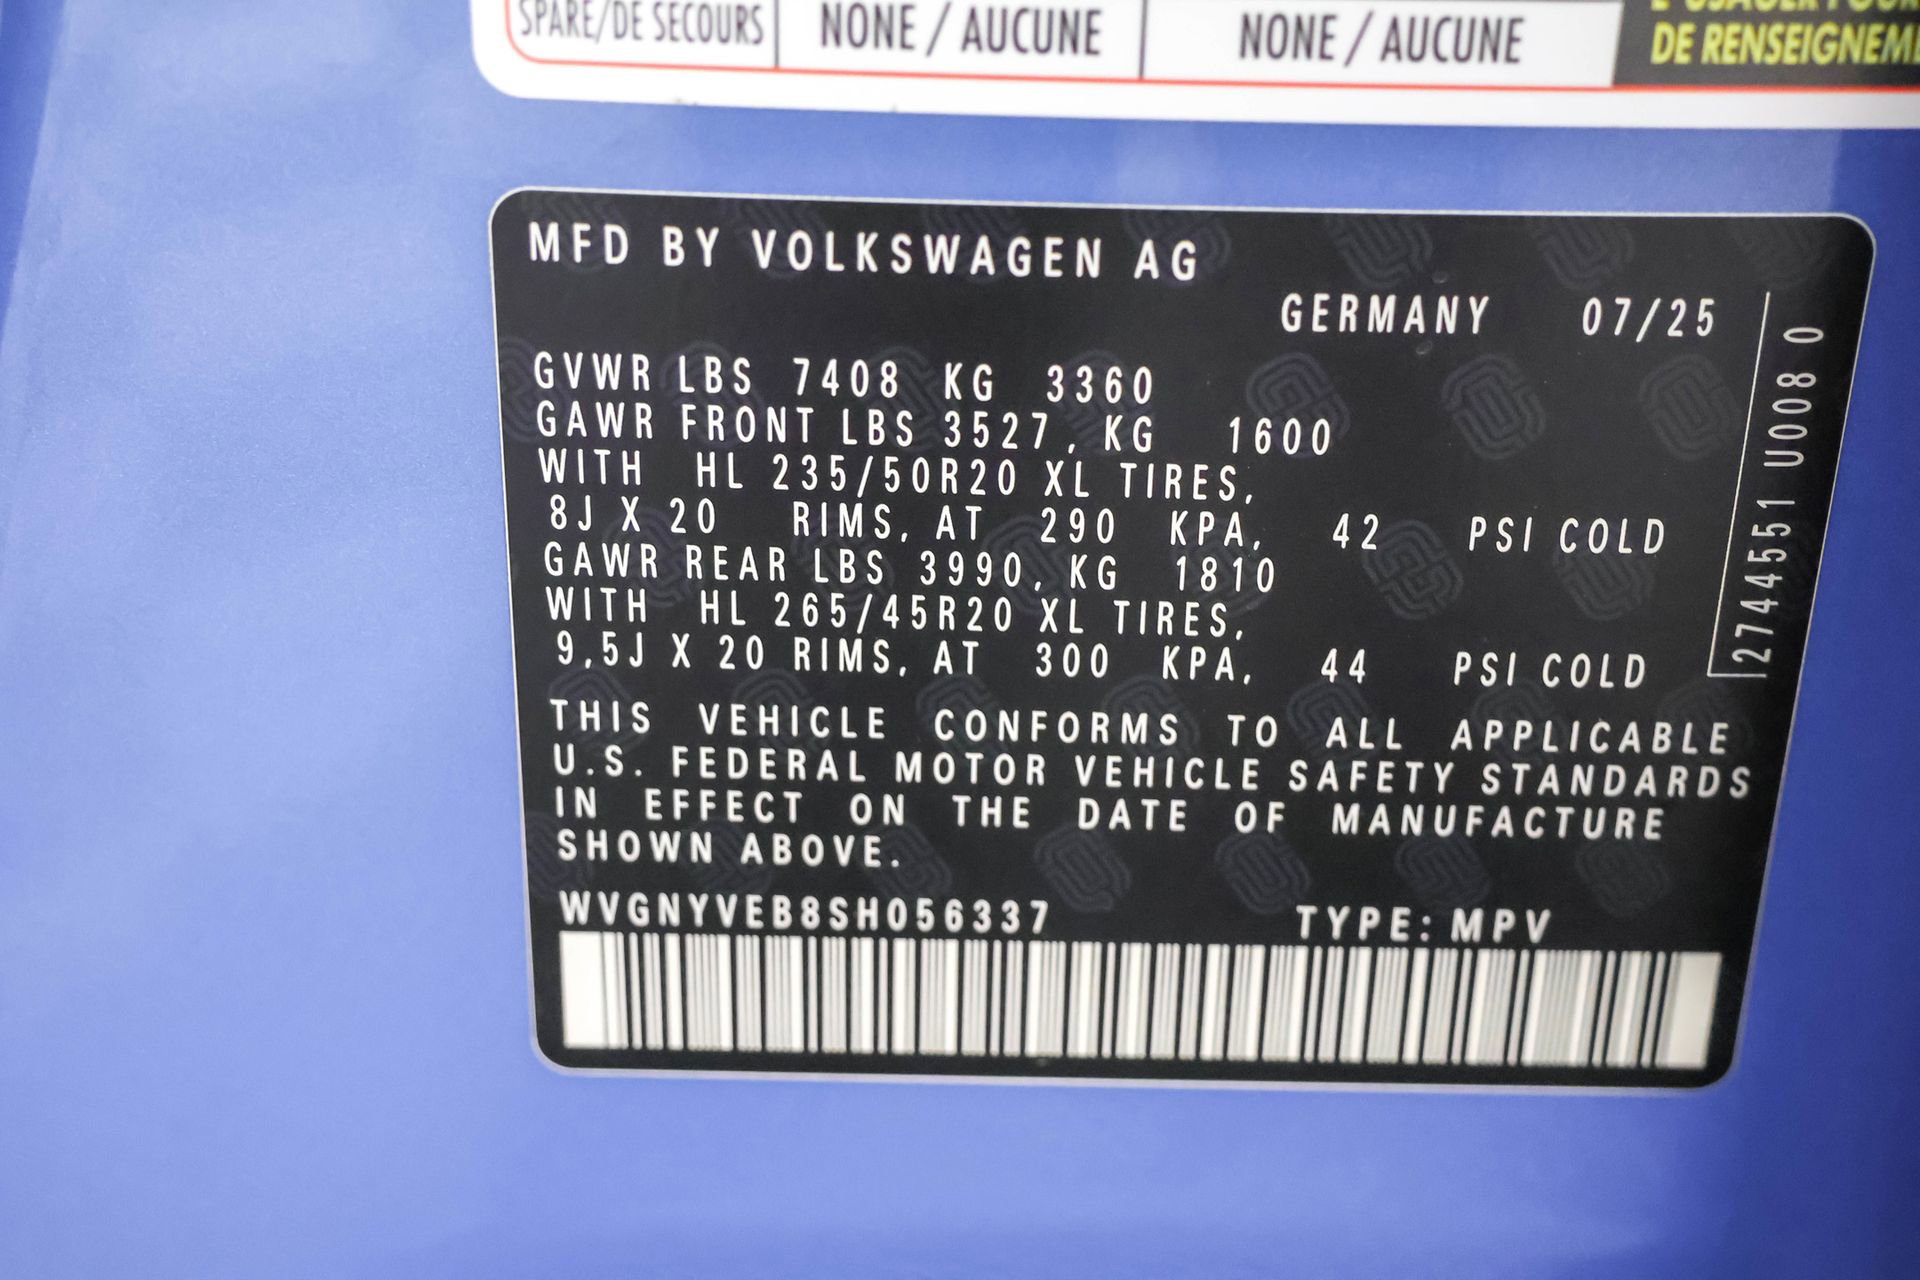 SPARE/DE SECOURS NONE / AUCUNE NONE / AUCUNE
DE RENSEIGNEM
MFD BY VOLKSWAGEN AG
GERMANY 07/25
GVWR LBS 7408 KG 3360
GAWR FRONT LBS 3527, KG 1600
WITH HL 235/50R20 XL TIRES,
8J X 20 RIMS, AT 290 KPA, 42 PSI COLD
GAWR REAR LBS 3990, KG 1810
WITH HL 265/45R20 XL TIRES,
9,5J X 20 RIMS, AT 300 KPA, 44 PSI COLD
THIS VEHICLE CONFORMS TO ALL APPLICABLE
U.S. FEDERAL MOTOR VEHICLE SAFETY STANDARDS
IN EFFECT ON THE DATE OF MANUFACTURE
SHOWN ABOVE.
WVGNYVEB8SH056337 TYPE: MPV
274551 U008 0